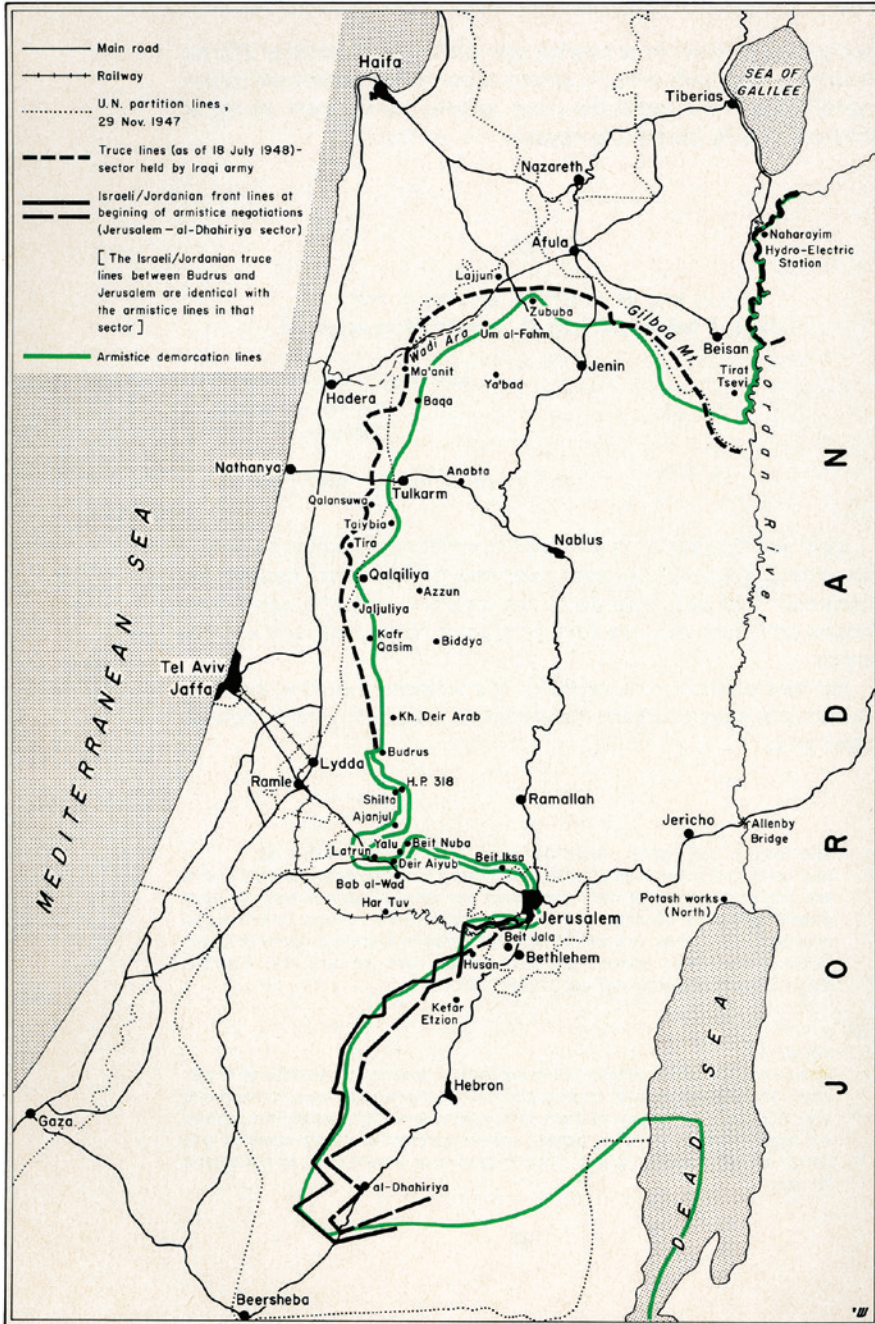 Main road
Railway
U.N. partition lines,
29 Nov. 1947
Truce lines (as of 18 July 1948)-
sector held by Iraqi army
Israeli/Jordanian front lines at
begining of armistice negotiations
(Jerusalem – al-Dhahiriya sector)
[ The Israeli/Jordanian truce
lines between Budrus and
Jerusalem are identical with
the armistice lines in that
sector ]
Armistice demarcation lines
Haifa
SEA OF
GALILEE
Tiberias
Nazareth
Naharayim
Hydro-Electric
Station
Afula
Lajjun
Zububa
Gilboa Mt.
Wadi Ara
Um al-Fahm
Beisan
Ma'anit
Ya'bad
Jenin
Tirat
Tsevi
Hadera
Baqa
Jordan River
Nathanya
Anabta
Tulkarm
Qalansuwa
Taiybia
Tira
Nablus
Qalqiliya
Azzun
Jaljuliya
Kafr
Qasim
Biddya
MEDITERRANEAN SEA
Tel Aviv
Jaffa
Kh. Deir Arab
Budrus
Lydda
Ramle
H.P. 318
Shilta
Ramallah
Ajanjul
Jericho
Allenby
Bridge
Yalu
Beit Nuba
Latrun
Deir Aiyub
Beit Iksa
Bab al-Wad
Har Tuv
Jerusalem
Potash works
(North)
Beit Jala
Husan
Bethlehem
Kefar
Etzion
Hebron
DEAD SEA
JORDAN
Gaza
al-Dhahiriya
Beersheba